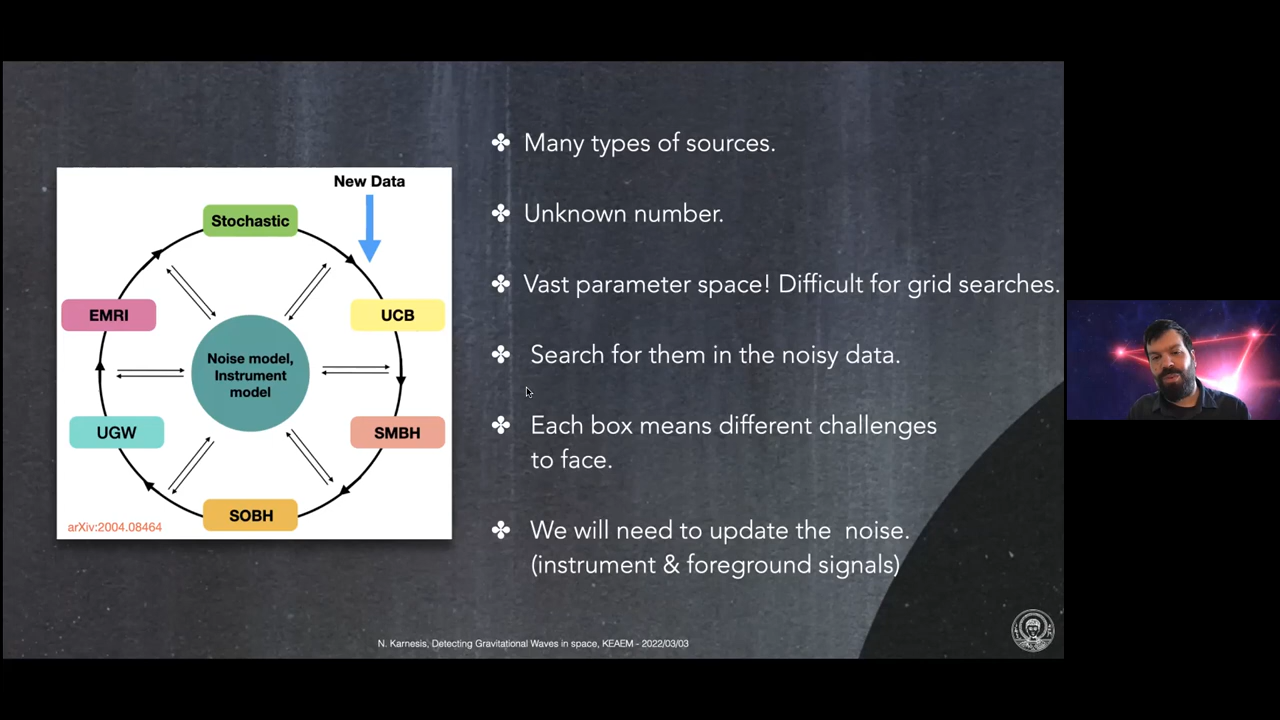 New Data
Stochastic
EMRI
UCB
Noise model,
Instrument
model
UGW
SMBH
SOBH
arXiv:2004.08464
✤ Many types of sources.
✤ Unknown number.
✤ Vast parameter space! Difficult for grid searches.
✤ Search for them in the noisy data.
✤ Each box means different challenges
to face.
✤ We will need to update the  noise.
(instrument & foreground signals)
N. Karnesis, Detecting Gravitational Waves in space, KEAEM - 2022/03/03